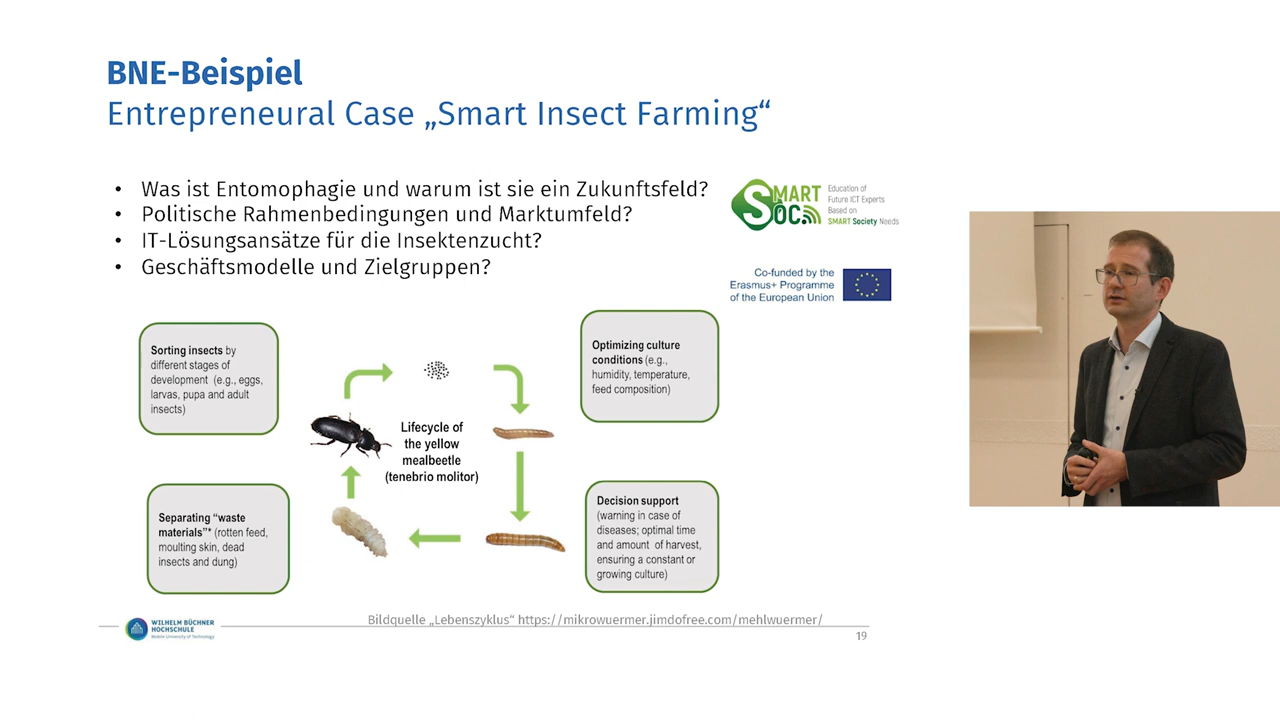 BNE-Beispiel
Entrepreneural Case „Smart Insect Farming“
• Was ist Entomophagie und warum ist sie ein Zukunftsfeld?
• Politische Rahmenbedingungen und Marktumfeld?
• IT-Lösungsansätze für die Insektenzucht?
• Geschäftsmodelle und Zielgruppen?
SMART
SOC
Education of
Future ICT Experts
Based on
SMART Society Needs
Co-funded by the
Erasmus+ Programme
of the European Union
Sorting insects by
different stages of
development (e.g., eggs,
larvas, pupa and adult
insects)
Optimizing culture
conditions (e.g.,
humidity, temperature,
feed composition)
Lifecycle of
the yellow
mealbeetle
(tenebrio molitor)
Separating “waste
materials”* (rotten feed,
moulting skin, dead
insects and dung)
Decision support
(warning in case of
diseases; optimal time
and amount of harvest,
ensuring a constant or
growing culture)
Bildquelle „Lebenszyklus“ https://mikrowuermer.jimdofree.com/mehlwuermer/
WILHELM BÜCHNER
HOCHSCHULE
Mobile University of Technology
19